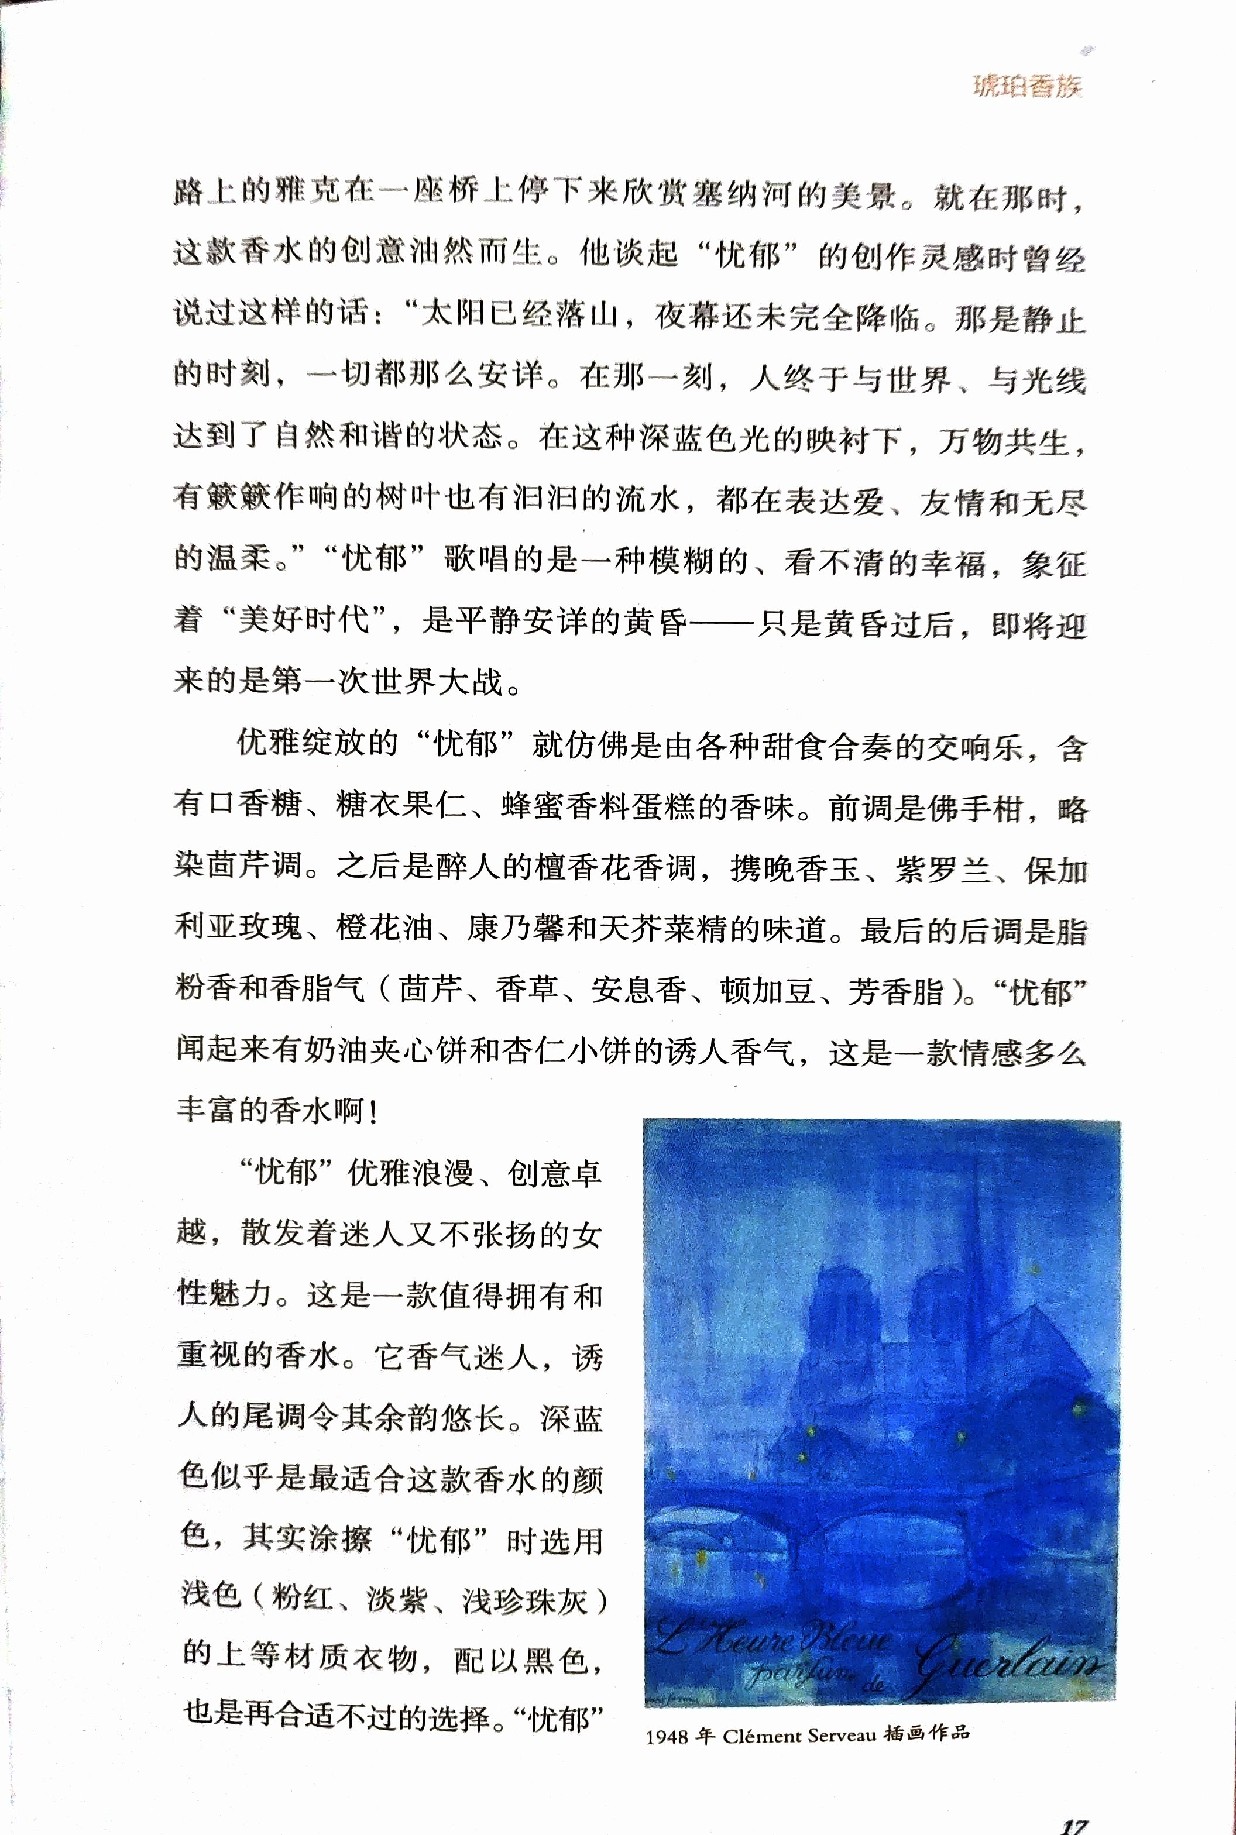 琥珀香族
路上的雅克在一座桥上停下来欣赏塞纳河的美景。就在那时，
这款香水的创意油然而生。他谈起“忧郁”的创作灵感时曾经
说过这样的话：“太阳已经落山，夜幕还未完全降临。那是静止
的时刻，一切都那么安详。在那一刻，人终于与世界、与光线
达到了自然和谐的状态。在这种深蓝色光的映衬下，万物共生，
有簌簌作响的树叶也有汩汩的流水，都在表达爱、友情和无尽
的温柔。”“忧郁”歌唱的是一种模糊的、看不清的幸福，象征
着“美好时代”，是平静安详的黄昏——只是黄昏过后，即将迎
来的是第一次世界大战。
优雅绽放的“忧郁”就仿佛是由各种甜食合奏的交响乐，含
有口香糖、糖衣果仁、蜂蜜香料蛋糕的香味。前调是佛手柑，略
染茴芹调。之后是醉人的檀香花香调，携晚香玉、紫罗兰、保加
利亚玫瑰、橙花油、康乃馨和天芥菜精的味道。最后的后调是脂
粉香和香脂气（茴芹、香草、安息香、顿加豆、芳香脂）。“忧郁”
闻起来有奶油夹心饼和杏仁小饼的诱人香气，这是一款情感多么
丰富的香水啊！
“忧郁”优雅浪漫、创意卓
越，散发着迷人又不张扬的女
性魅力。这是一款值得拥有和
重视的香水。它香气迷人，诱
人的尾调令其余韵悠长。深蓝
色似乎是最适合这款香水的颜
色，其实涂擦“忧郁”时选用
浅色（粉红、淡紫、浅珍珠灰）
的上等材质衣物，配以黑色，
也是再合适不过的选择。“忧郁”
L'Heure Bleue
parfum de Guerlain
1948 年 Clément Serveau 插画作品
17